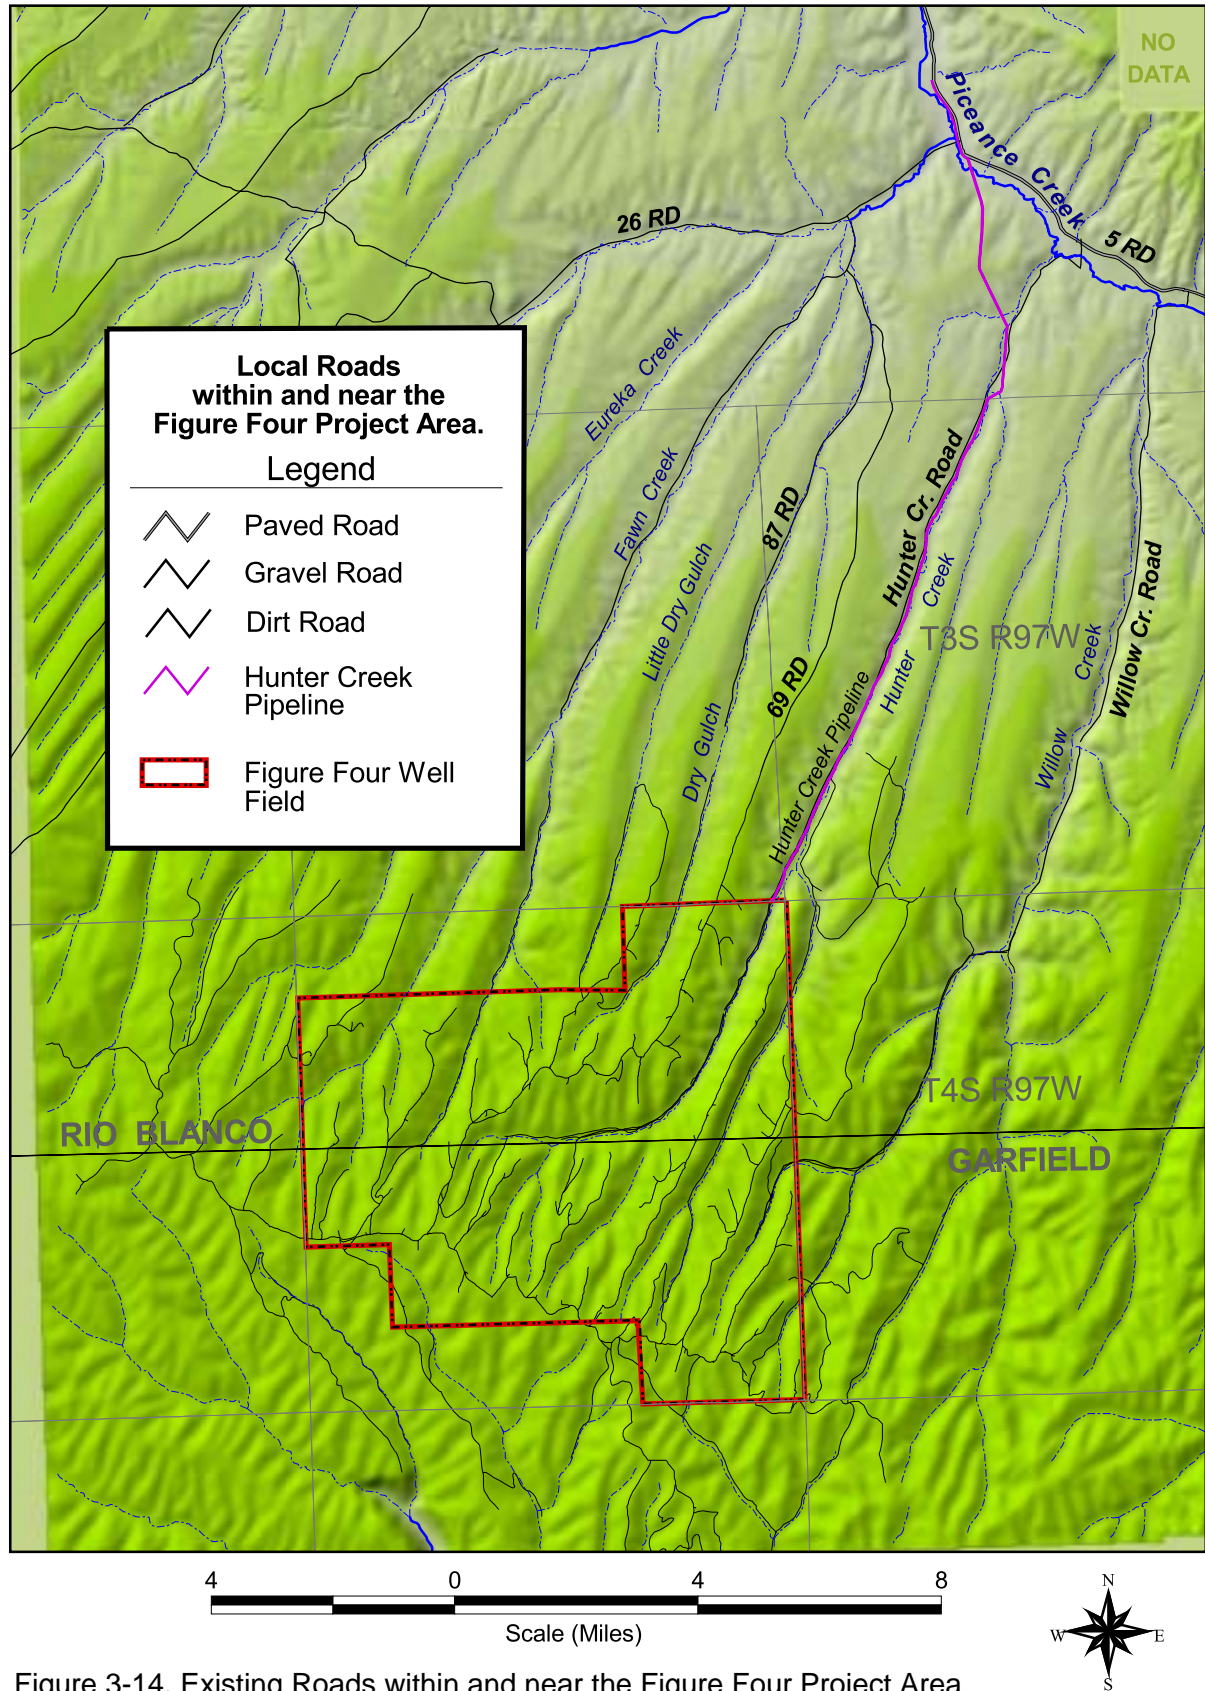 NO
DATA
Piceance Creek
26 RD
5 RD
Local Roads
within and near the
Figure Four Project Area.
Legend
Paved Road
Gravel Road
Dirt Road
Hunter Creek
Pipeline
Figure Four Well
Field
Eureka Creek
Fawn Creek
Little Dry Gulch
87 RD
Dry Gulch
69 RD
Hunter Cr. Road
Hunter Creek
Hunter Creek Pipeline
T3S R97W
Willow Creek
Willow Cr. Road
T4S R97W
RIO BLANCO
GARFIELD
4 0 4 8
Scale (Miles)
N
W E
S
Figure 3-14. Existing Roads within and near the Figure Four Project Area